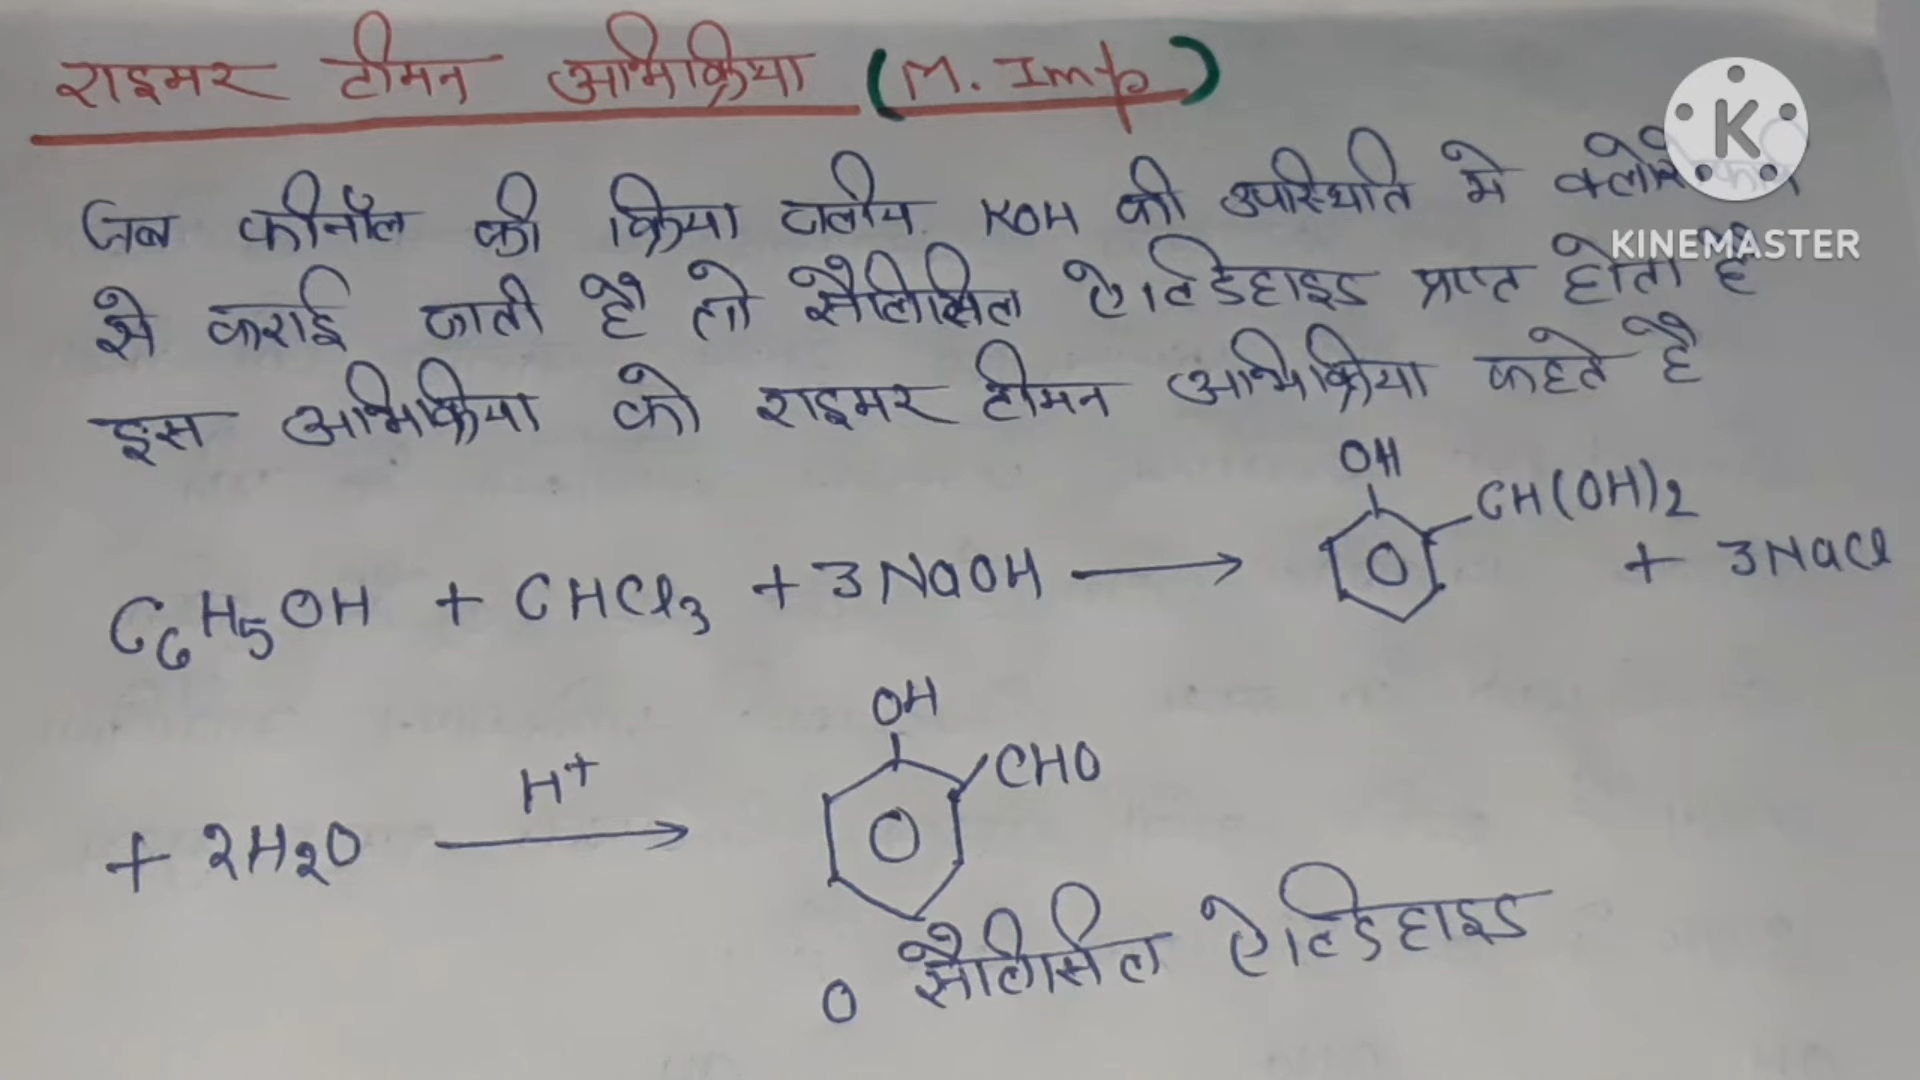 राइमर टीमन अभिक्रिया (M. Imp)
जब फीनॉल की क्रिया जलीय KOH की उपस्थिति मे
से कराई जाती है तो सैलिसिल ऐल्डिहाइड प्राप्त होता है
इस अभिक्रिया को राइमर टीमन अभिक्रिया कहते है
C6H5OH + CHCl3 + 3NaOH ⟶ OH CH(OH)2 + 3NaCl
+ 2H2O H+ ⟶ OH CHO
O सैलिसिल ऐल्डिहाइड
K
KINEMASTER